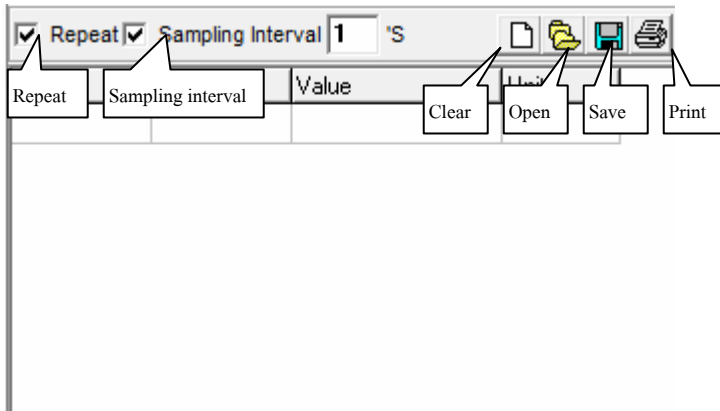 Repeat Sampling Interval 1 'S
Value
Repeat
Sampling interval
Clear
Open
Save
Print